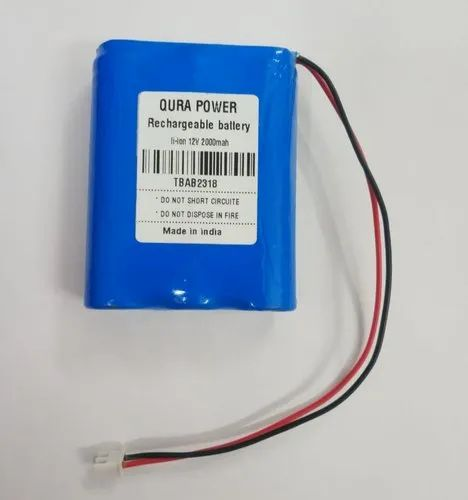 QURA POWER
Rechargeable battery
li-ion 12V 2000mah
TBAB2318
* DO NOT SHORT CIRCUITE
* DO NOT DISPOSE IN FIRE
Made in india